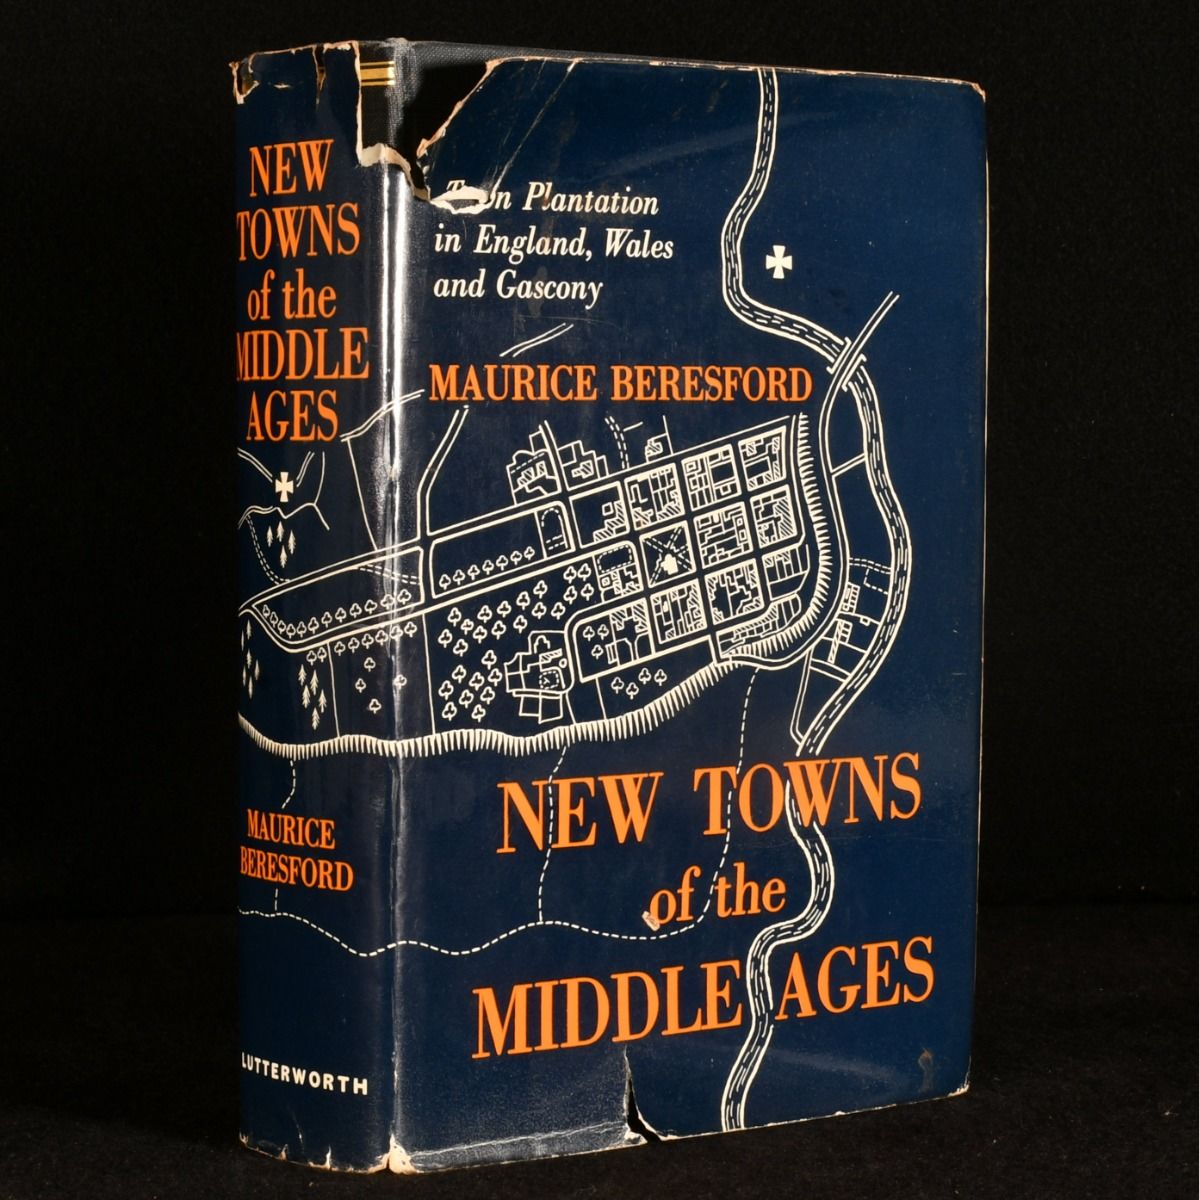 NEW
TOWNS
of the
MIDDLE
AGES
MAURICE
BERESFORD
LUTTERWORTH
Town Plantation
in England, Wales
and Gascony
MAURICE BERESFORD
NEW TOWNS
of the
MIDDLE AGES